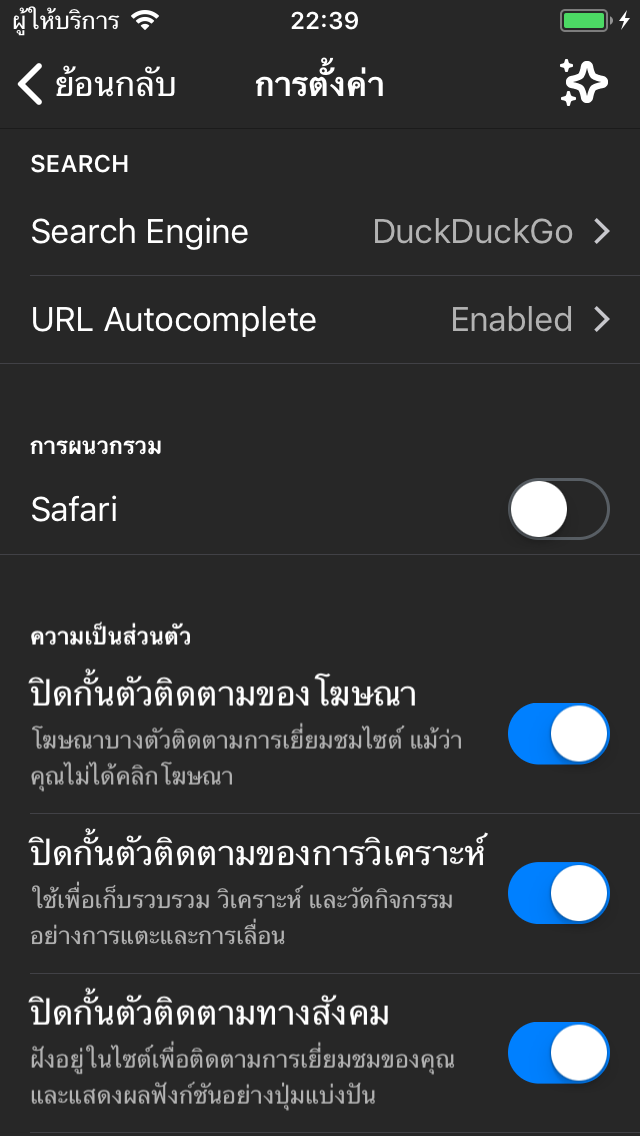 ผู้ให้บริการ 22:39
ย้อนกลับ การตั้งค่า
SEARCH
Search Engine DuckDuckGo
URL Autocomplete Enabled
การผนวกรวม
Safari
ความเป็นส่วนตัว
ปิดกั้นตัวติดตามของโฆษณา
โฆษณาบางตัวติดตามการเยี่ยมชมไซต์ แม้ว่า
คุณไม่ได้คลิกโฆษณา
ปิดกั้นตัวติดตามของการวิเคราะห์
ใช้เพื่อเก็บรวบรวม วิเคราะห์ และวัดกิจกรรม
อย่างการแตะและการเลื่อน
ปิดกั้นตัวติดตามทางสังคม
ฝังอยู่ในไซต์เพื่อติดตามการเยี่ยมชมของคุณ
และแสดงผลฟังก์ชันอย่างปุ่มแบ่งปัน